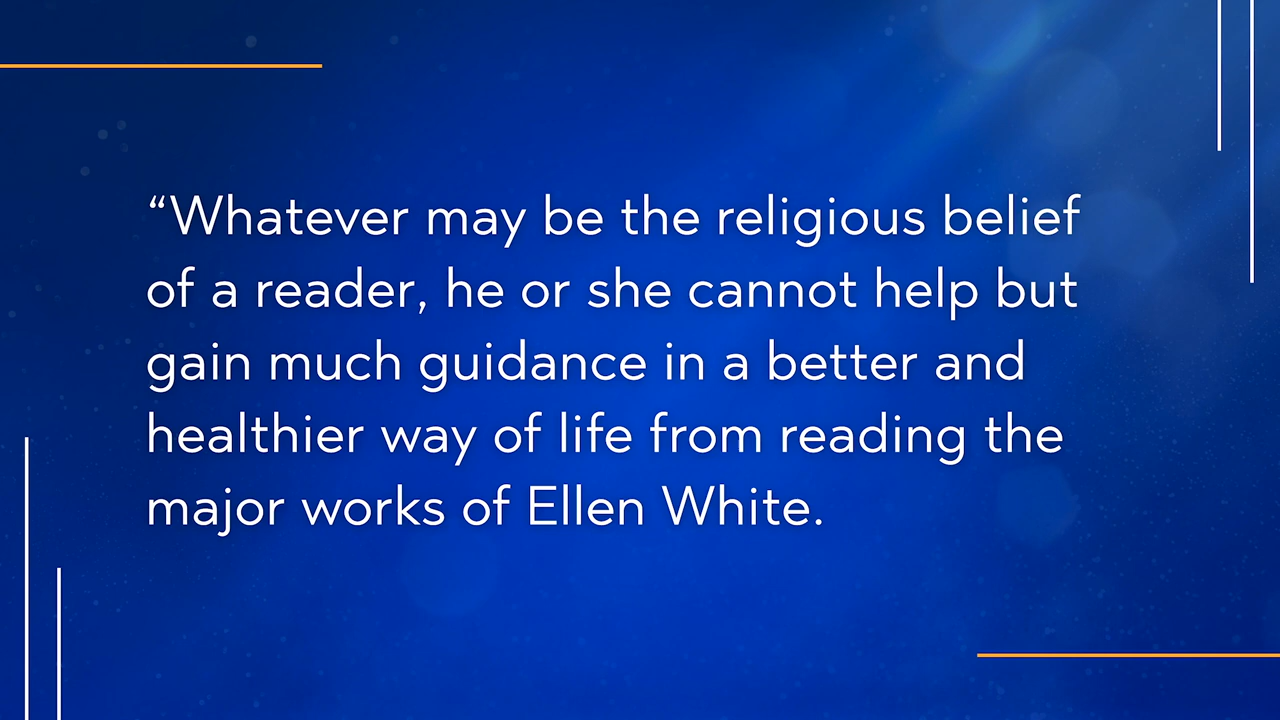 “Whatever may be the religious belief
of a reader, he or she cannot help but
gain much guidance in a better and
healthier way of life from reading the
major works of Ellen White.